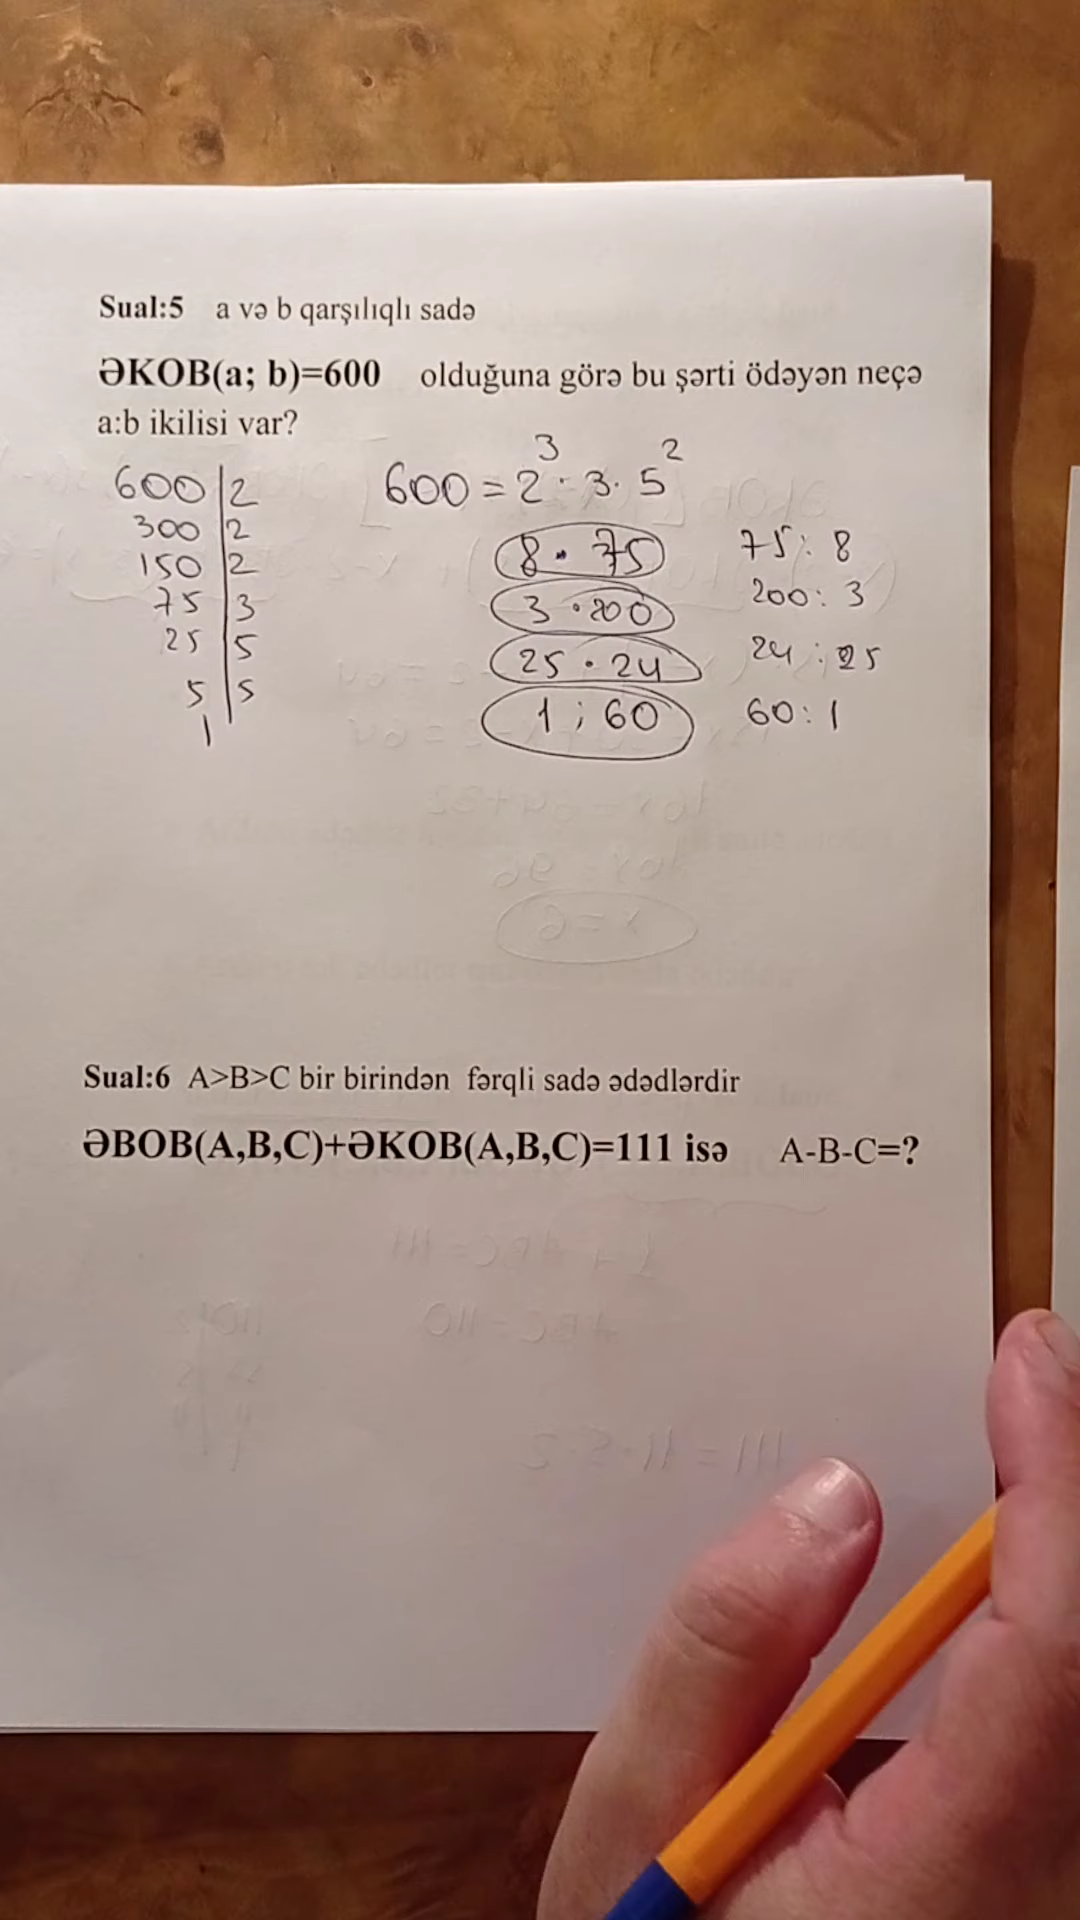 Sual:5 a və b qarşılıqlı sadə
ƏKOB(a; b)=600 olduğuna görə bu şərti ödəyən neçə
a:b ikilisi var?
600 | 2
300 | 2
150 | 2
75 | 3
25 | 5
5 | 5
1
600 = 2³ · 3 · 5²
8 · 75
3 · 200
25 · 24
1 ; 60
75 : 8
200 : 3
24 : 25
60 : 1
Sual:6 A>B>C bir birindən fərqli sadə ədədlərdir
ƏBOB(A,B,C)+ƏKOB(A,B,C)=111 isə A-B-C=?